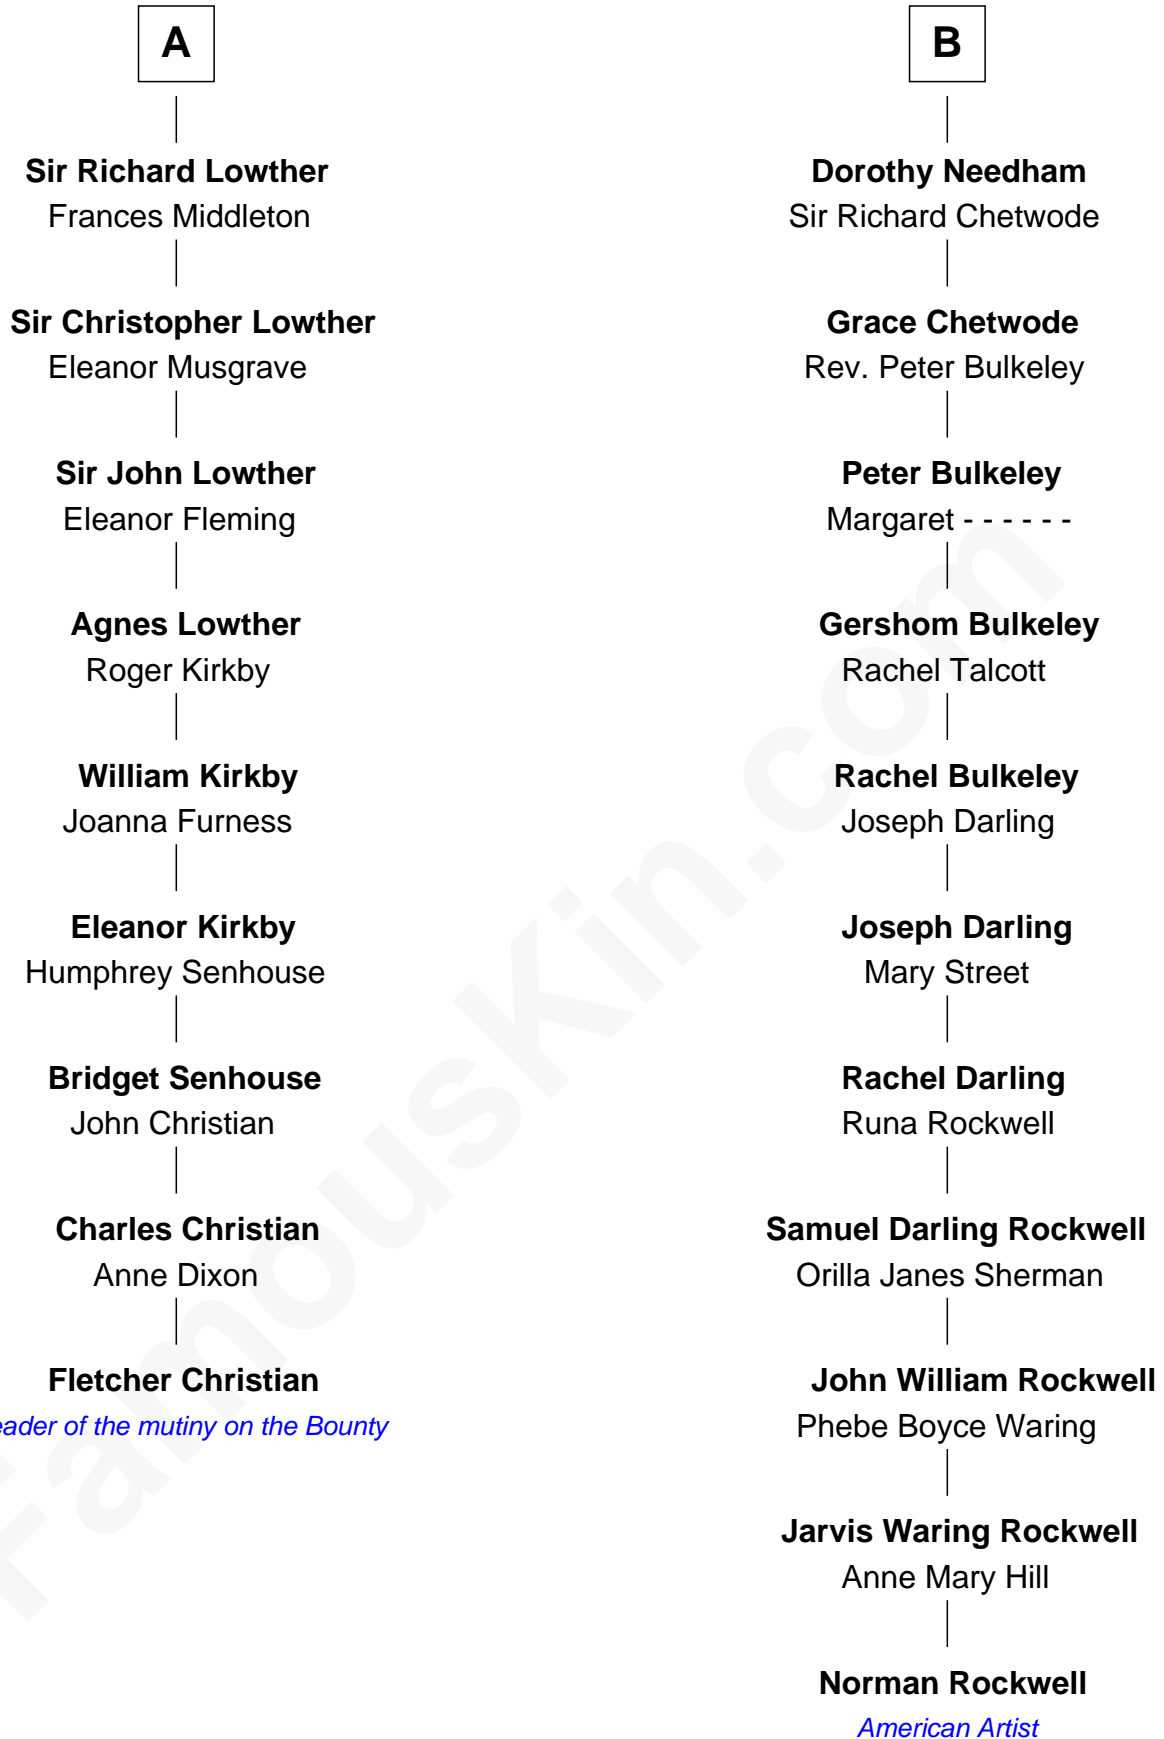 A
Sir Richard Lowther
Frances Middleton
Sir Christopher Lowther
Eleanor Musgrave
Sir John Lowther
Eleanor Fleming
Agnes Lowther
Roger Kirkby
William Kirkby
Joanna Furness
Eleanor Kirkby
Humphrey Senhouse
Bridget Senhouse
John Christian
Charles Christian
Anne Dixon
Fletcher Christian
eader of the mutiny on the Bounty
B
Dorothy Needham
Sir Richard Chetwode
Grace Chetwode
Rev. Peter Bulkeley
Peter Bulkeley
Margaret - - - - - -
Gershom Bulkeley
Rachel Talcott
Rachel Bulkeley
Joseph Darling
Joseph Darling
Mary Street
Rachel Darling
Runa Rockwell
Samuel Darling Rockwell
Orilla Janes Sherman
John William Rockwell
Phebe Boyce Waring
Jarvis Waring Rockwell
Anne Mary Hill
Norman Rockwell
American Artist
FamousKin.com